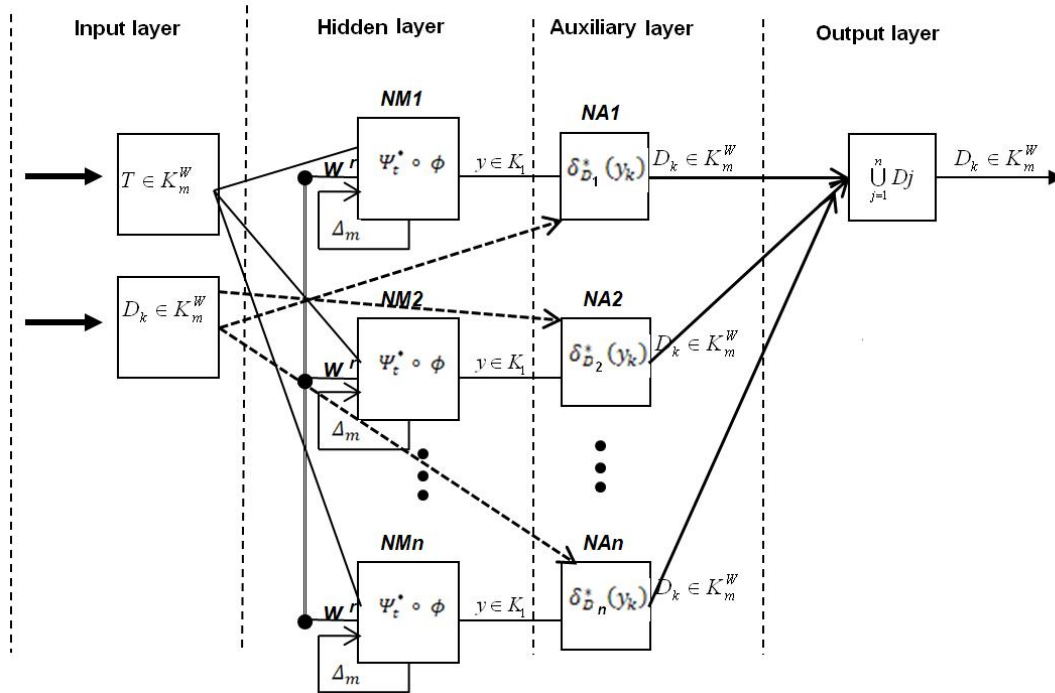 Input layer
Hidden layer
Auxiliary layer
Output layer
NM1
NA1
T ∈ K_m^W
W^r
Ψ_t^* ∘ ϕ
Δ_m
y ∈ K_1
δ_{D_1}^*(y_k)
D_k ∈ K_m^W
⋃_{j=1}^n Dj
D_k ∈ K_m^W
D_k ∈ K_m^W
NM2
NA2
W^r
Ψ_t^* ∘ ϕ
Δ_m
y ∈ K_1
δ_{D_2}^*(y_k)
D_k ∈ K_m^W
NMn
NAn
W^r
Ψ_t^* ∘ ϕ
Δ_m
y ∈ K_1
δ_{D_n}^*(y_k)
D_k ∈ K_m^W